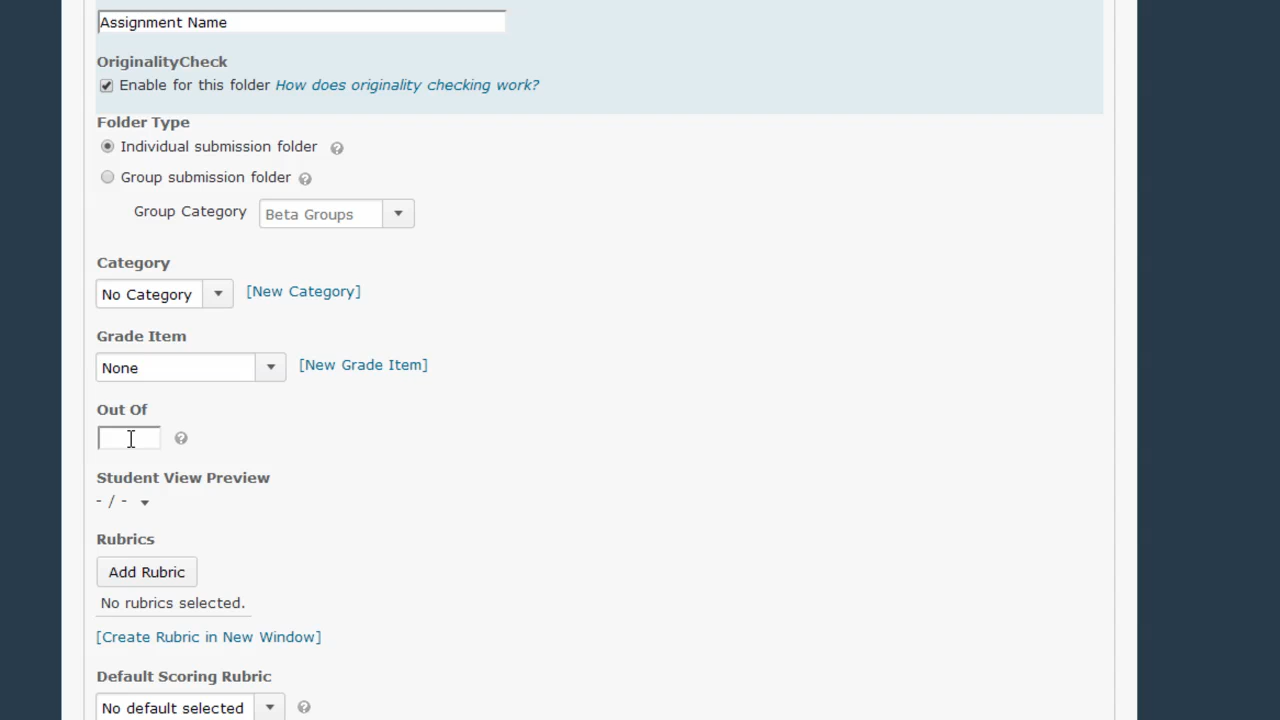 Assignment Name
OriginalityCheck
Enable for this folder How does originality checking work?
Folder Type
Individual submission folder
Group submission folder
Group Category Beta Groups
Category
No Category [New Category]
Grade Item
None [New Grade Item]
Out Of
Student View Preview
- / -
Rubrics
Add Rubric
No rubrics selected.
[Create Rubric in New Window]
Default Scoring Rubric
No default selected